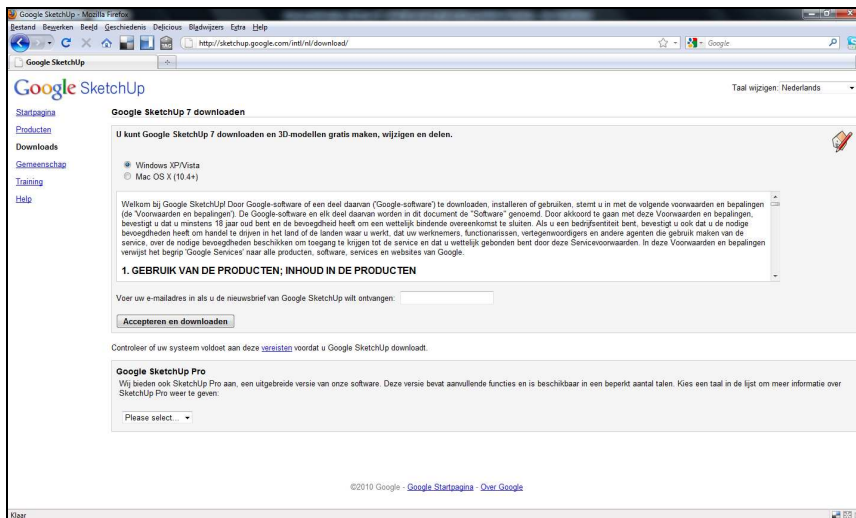 Google SketchUp - Mozilla Firefox
Bestand Bewerken Beeld Geschiedenis Delicious Bladwijzers Extra Help
http://sketchup.google.com/intl/nl/download/
Google
Google SketchUp
Google SketchUp
Taal wijzigen: Nederlands
Startpagina
Producten
Downloads
Gemeenschap
Training
Help
Google SketchUp 7 downloaden
U kunt Google SketchUp 7 downloaden en 3D-modellen gratis maken, wijzigen en delen.
Windows XP/Vista
Mac OS X (10.4+)
Welkom bij Google SketchUp! Door Google-software of een deel daarvan ('Google-software') te downloaden, installeren of gebruiken, stemt u in met de volgende voorwaarden en bepalingen
(de 'Voorwaarden en bepalingen'). De Google-software en elk deel daarvan worden in dit document de "Software" genoemd. Door akkoord te gaan met deze Voorwaarden en bepalingen,
bevestigt u dat u minstens 18 jaar oud bent en de bevoegdheid heeft om een wettelijk bindende overeenkomst te sluiten. Als u een bedrijfsentiteit bent, bevestigt u ook dat u de nodige
bevoegdheden heeft om handel te drijven in het land of de landen waar u werkt, dat uw werknemers, functionarissen, vertegenwoordigers en andere agenten die gebruik maken van de
service, over de nodige bevoegdheden beschikken om toegang te krijgen tot de service en dat u wettelijk gebonden bent door deze Servicevoorwaarden. In deze Voorwaarden en bepalingen
verwijst het begrip 'Google Services' naar alle producten, software, services en websites van Google.
1. GEBRUIK VAN DE PRODUCTEN; INHOUD IN DE PRODUCTEN
Voer uw e-mailadres in als u de nieuwsbrief van Google SketchUp wilt ontvangen:
Accepteren en downloaden
Controleer of uw systeem voldoet aan deze vereisten voordat u Google SketchUp downloadt.
Google SketchUp Pro
Wij bieden ook SketchUp Pro aan, een uitgebreide versie van onze software. Deze versie bevat aanvullende functies en is beschikbaar in een beperkt aantal talen. Kies een taal in de lijst om meer informatie over
SketchUp Pro weer te geven:
Please select...
©2010 Google - Google Startpagina - Over Google
Klaar